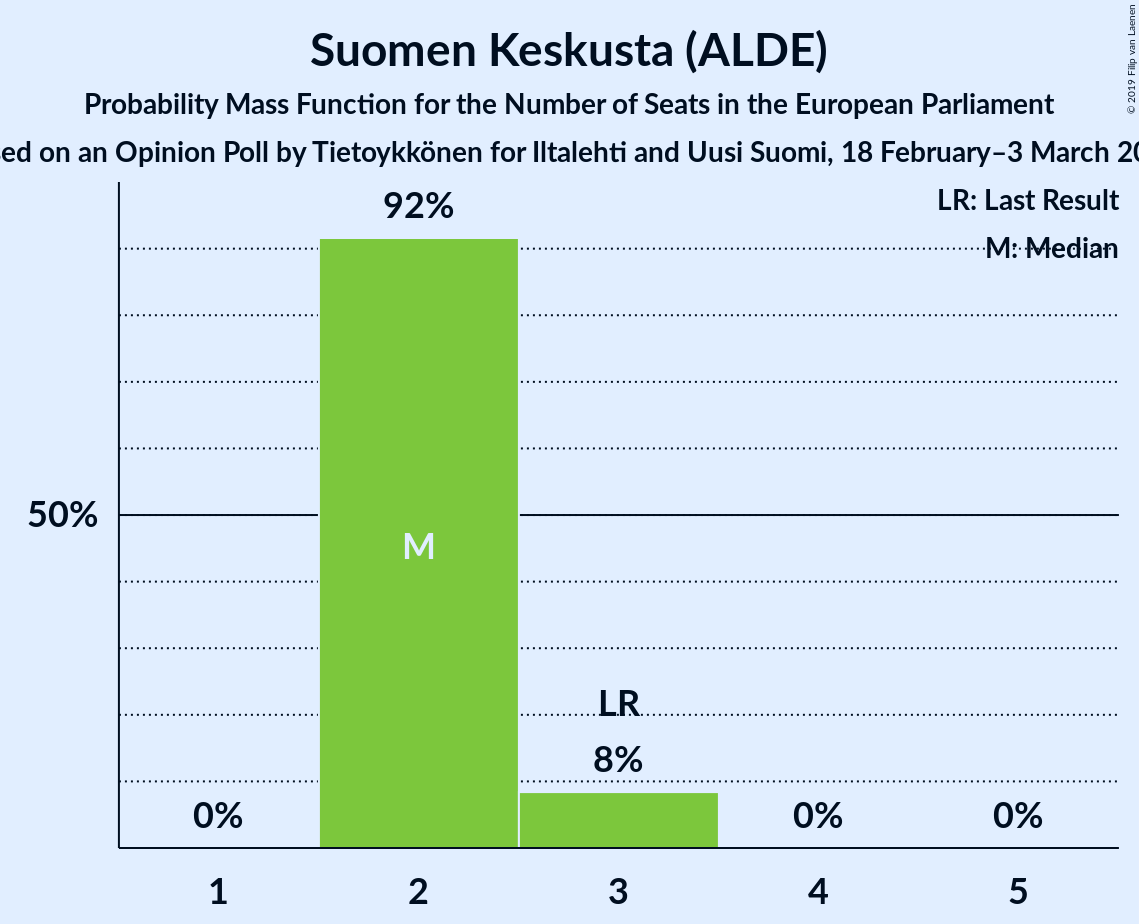 Suomen Keskusta (ALDE)
Probability Mass Function for the Number of Seats in the European Parliament
on an Opinion Poll by Tietoykkönen for Iltalehti and Uusi Suomi, 18 February–3 March
© 2019 Filip van Laenen
LR: Last Result
M: Median
92%
50%
M
LR
8%
0%
0%
0%
1
2
3
4
5